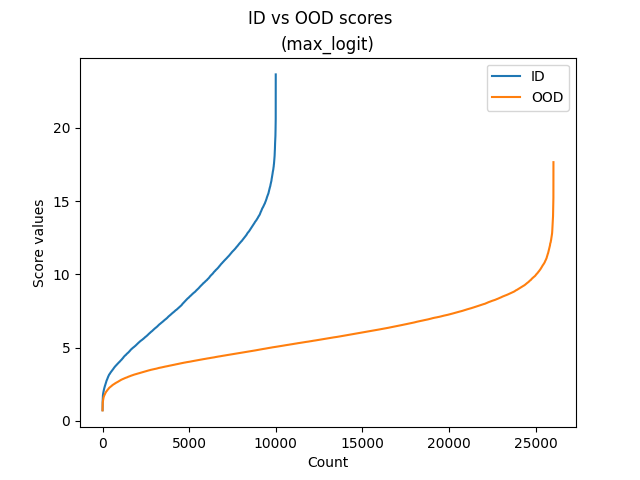 ID vs OOD scores
(max_logit)
ID
OOD
20
15
10
5
0
Score values
0
5000
10000
15000
20000
25000
Count